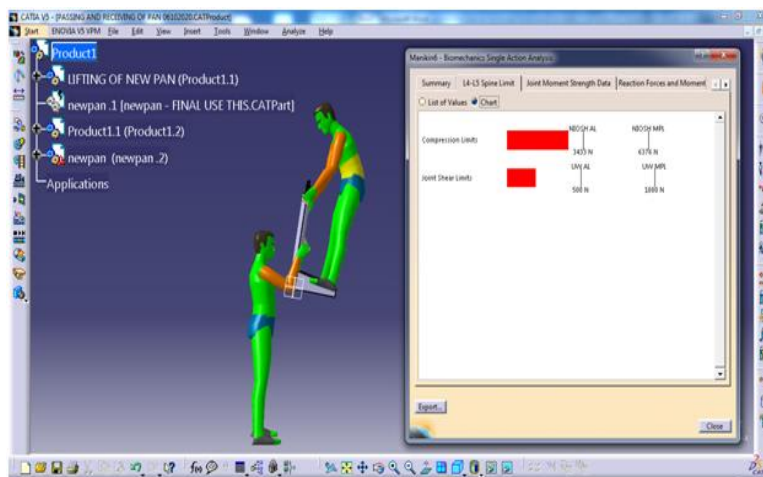 CATIA V5 - [PASSING AND RECEIVING OF PAN 06102020.CATProduct]
Start ENOVIA V5 VPM File Edit View Insert Tools Window Analyze Help
Product1
LIFTING OF NEW PAN (Product1.1)
newpan .1 [newpan - FINAL USE THIS.CATPart)
Product1.1 (Product1.2)
newpan (newpan .2)
Applications
Manikin6 - Biomechanics Single Action Analysis
Summary L4-L5 Spine Limit Joint Moment Strength Data Reaction Forces and Moment
List of Values Chart
NIOSH AL NIOSH MPL
Compression Limits
3433 N 6376 N
UW AL UW MPL
Joint Shear Limits
500 N 1000 N
Export...
Close